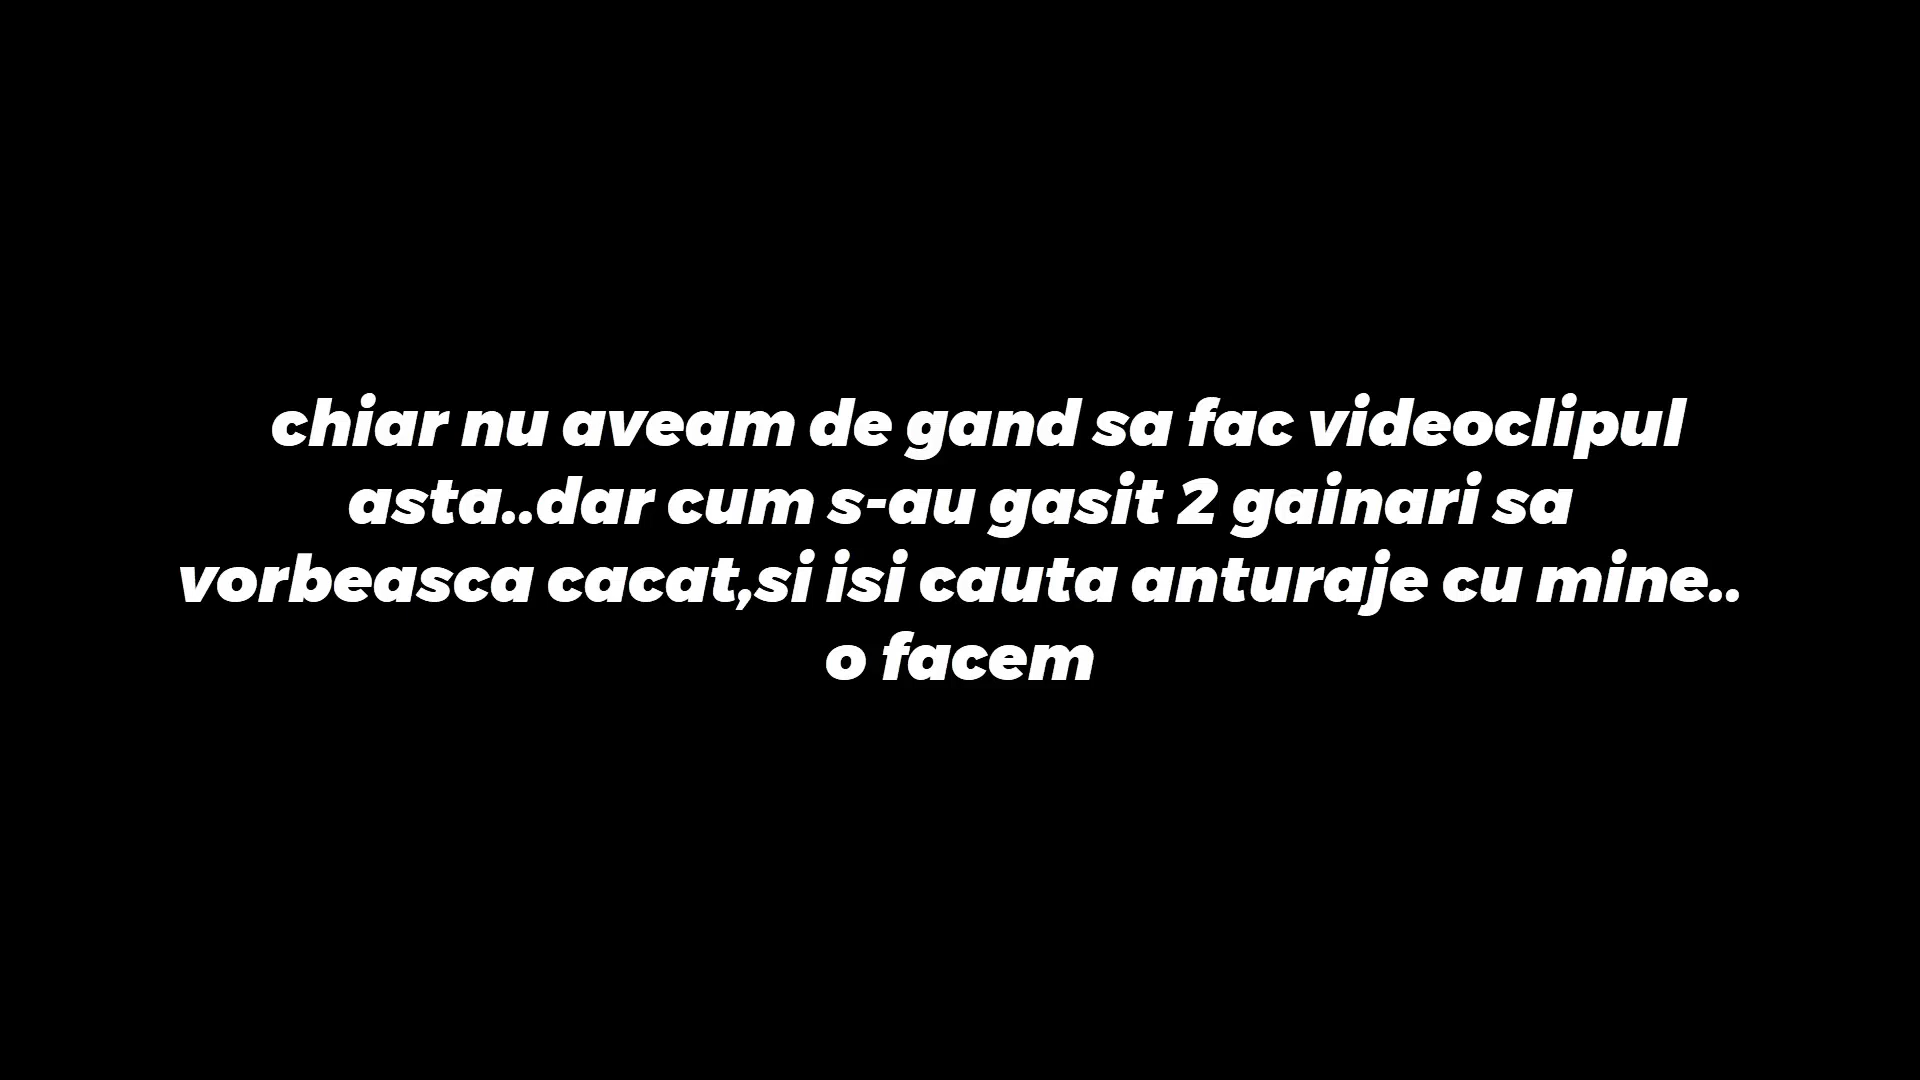 chiar nu aveam de gand sa fac videoclipul
asta..dar cum s-au gasit 2 gainari sa
vorbeasca cacat,si isi cauta anturaje cu mine..
o facem